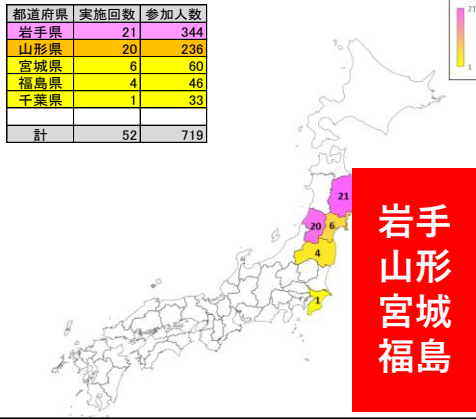 都道府県 実施回数 参加人数
岩手県 21 344
山形県 20 236
宮城県 6 60
福島県 4 46
千葉県 1 33
計 52 719
21
1
21
20 6
4
1
岩手
山形
宮城
福島